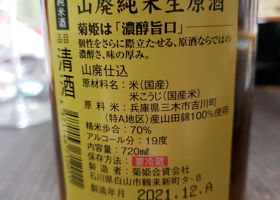 山廃純米生原酒
菊姫は「濃醇旨口」
個性をさらに際立たせる、原酒ならではの
濃醇さ、味の厚み。
山廃仕込
原材料名：米(国産)
米こうじ(国産米)
原料米：兵庫県三木市吉川町
(特A地区)産山田錦100%使用
精米歩合：70%
アルコール分：19度
内容量：720ml
保存方法：要冷蔵
製造者：菊姫合資会社
石川県白山市鶴来新町タ-8
製造年月 2021.12.A
純米酒
品目
清酒